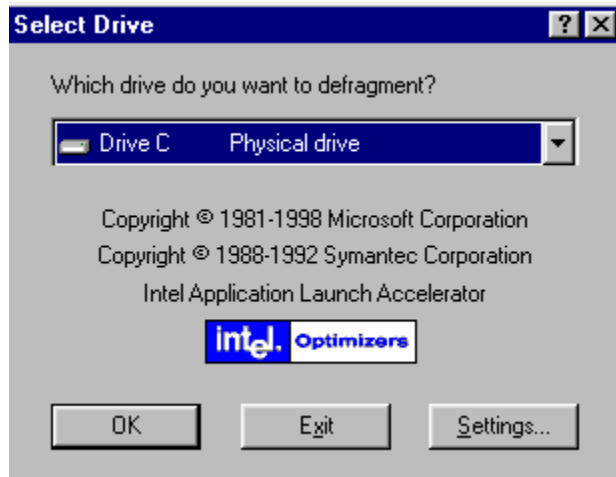 Select Drive
Which drive do you want to defragment?
Drive C Physical drive
Copyright © 1981-1998 Microsoft Corporation
Copyright © 1988-1992 Symantec Corporation
Intel Application Launch Accelerator
intel. Optimizers
OK Exit Settings...